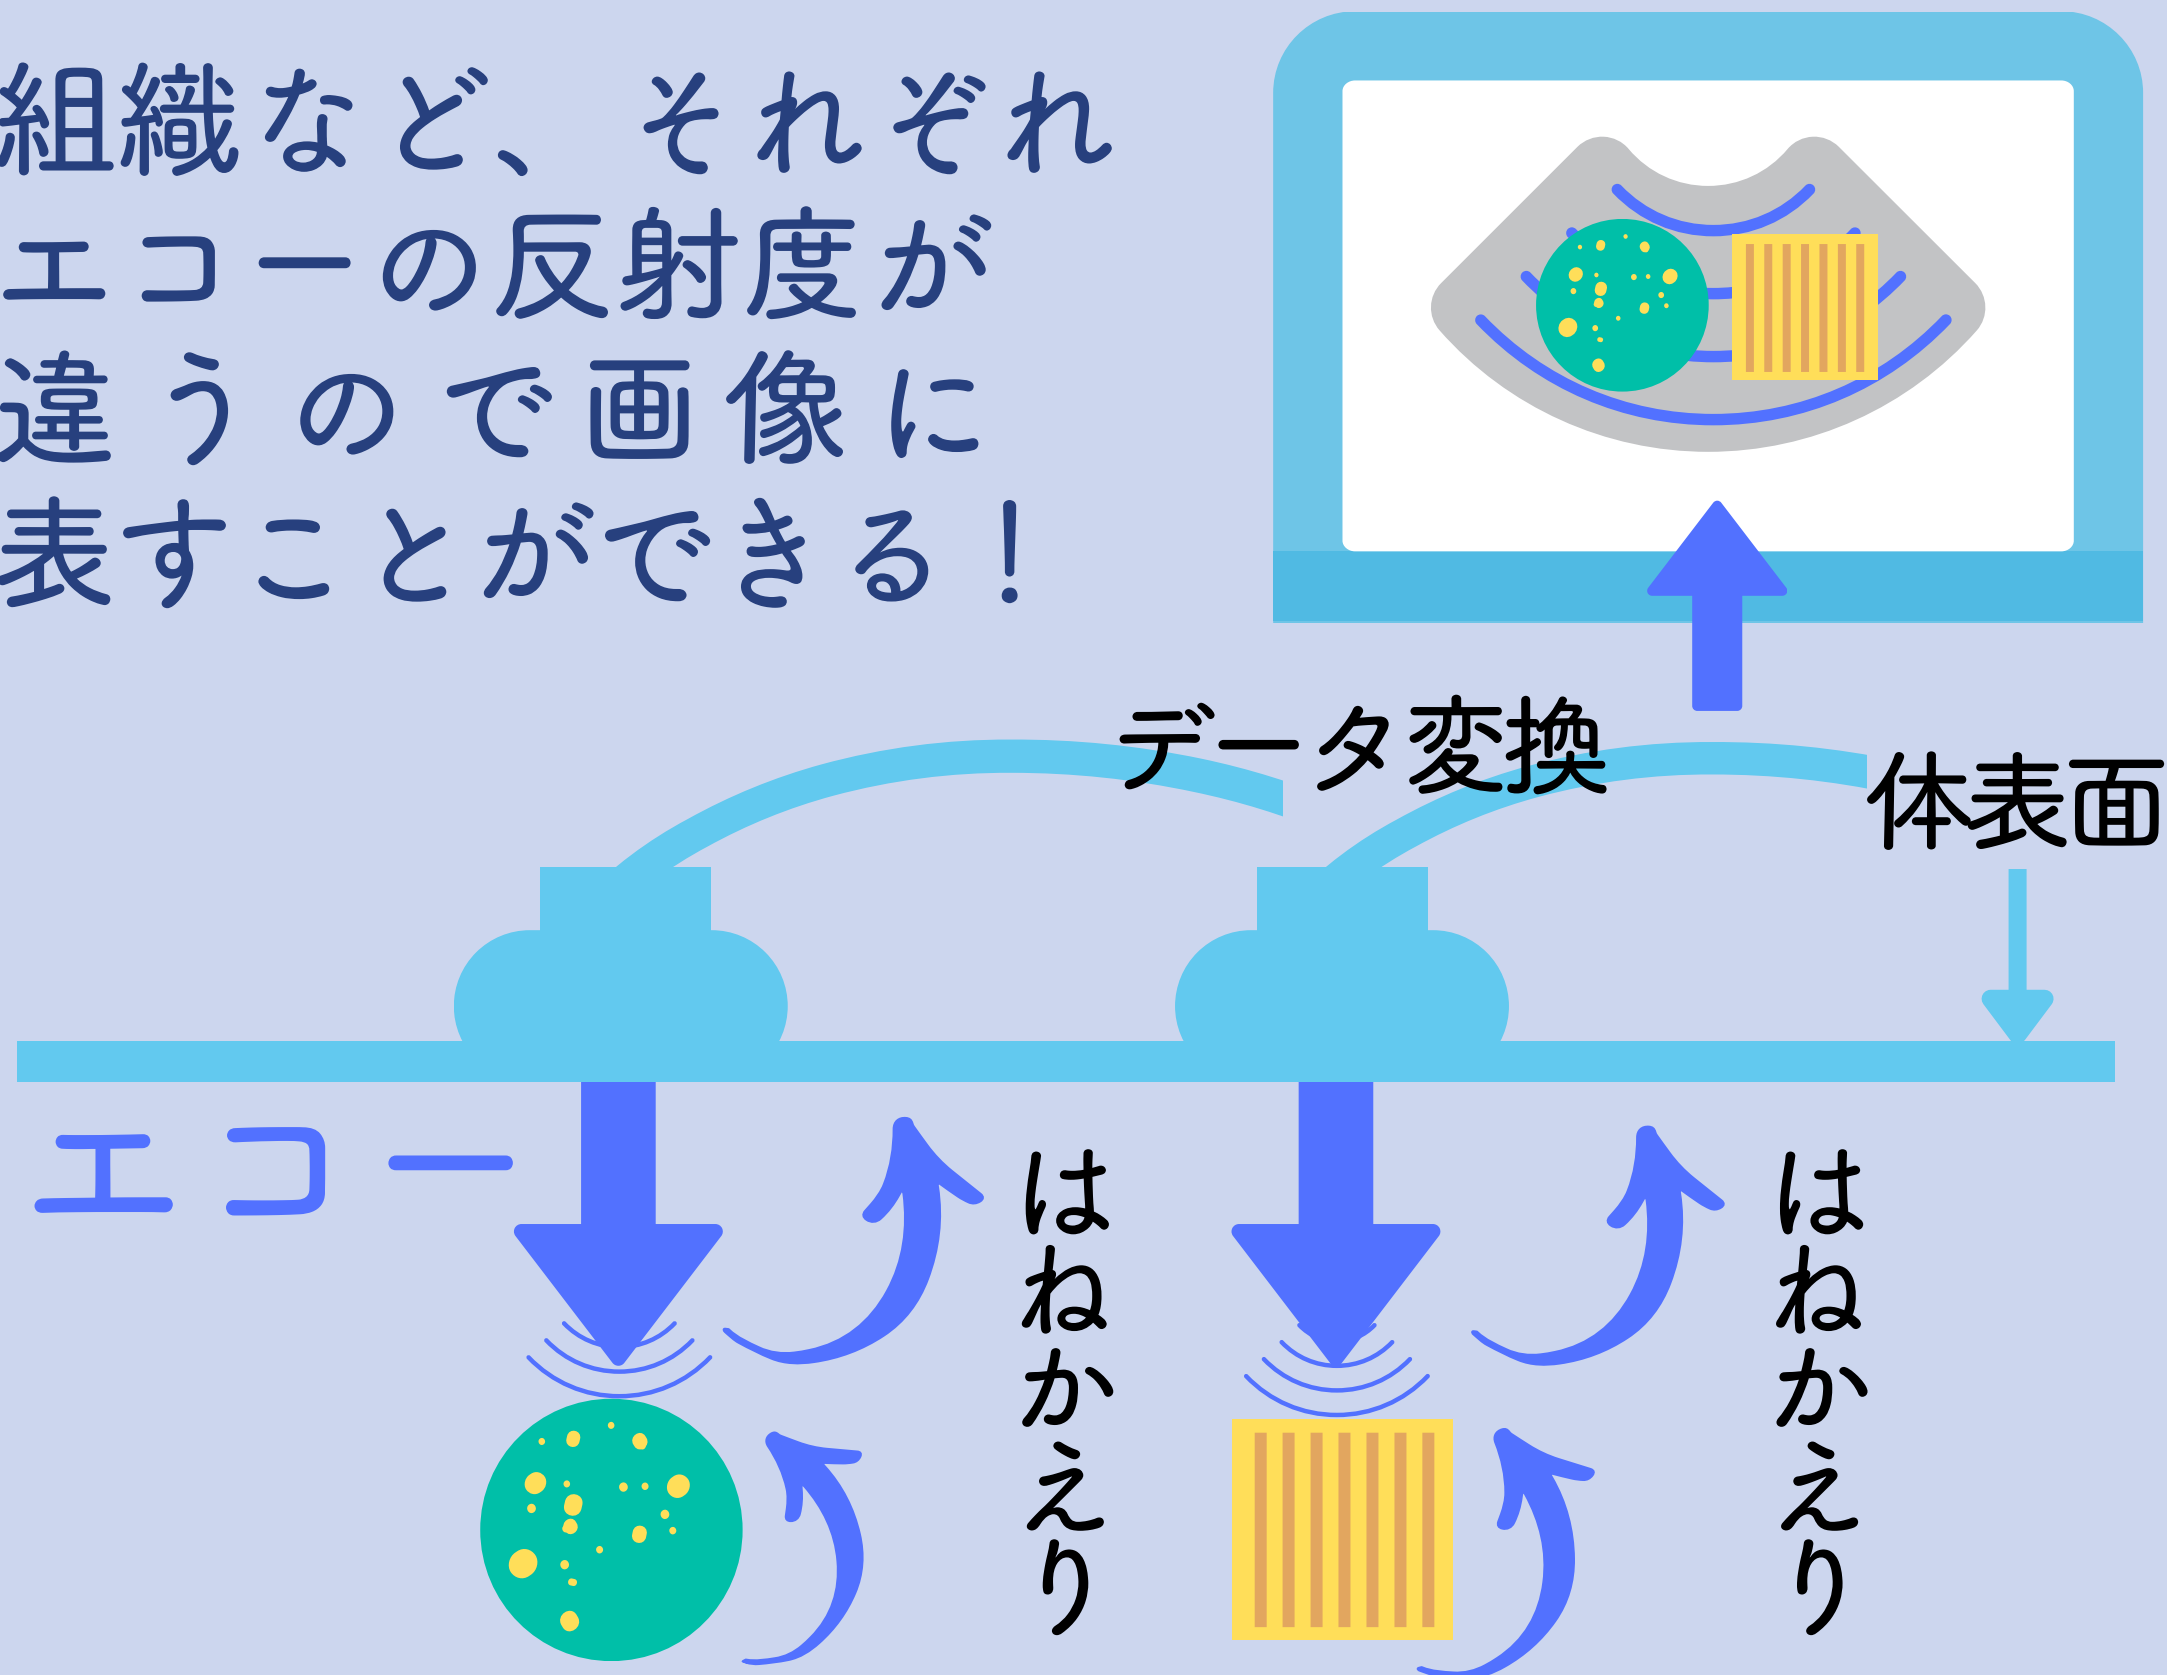 組織など、それぞれ
エコーの反射度が
違うので画像に
表すことができる！
データ変換
体表面
エコー
はねかえり
はねかえり